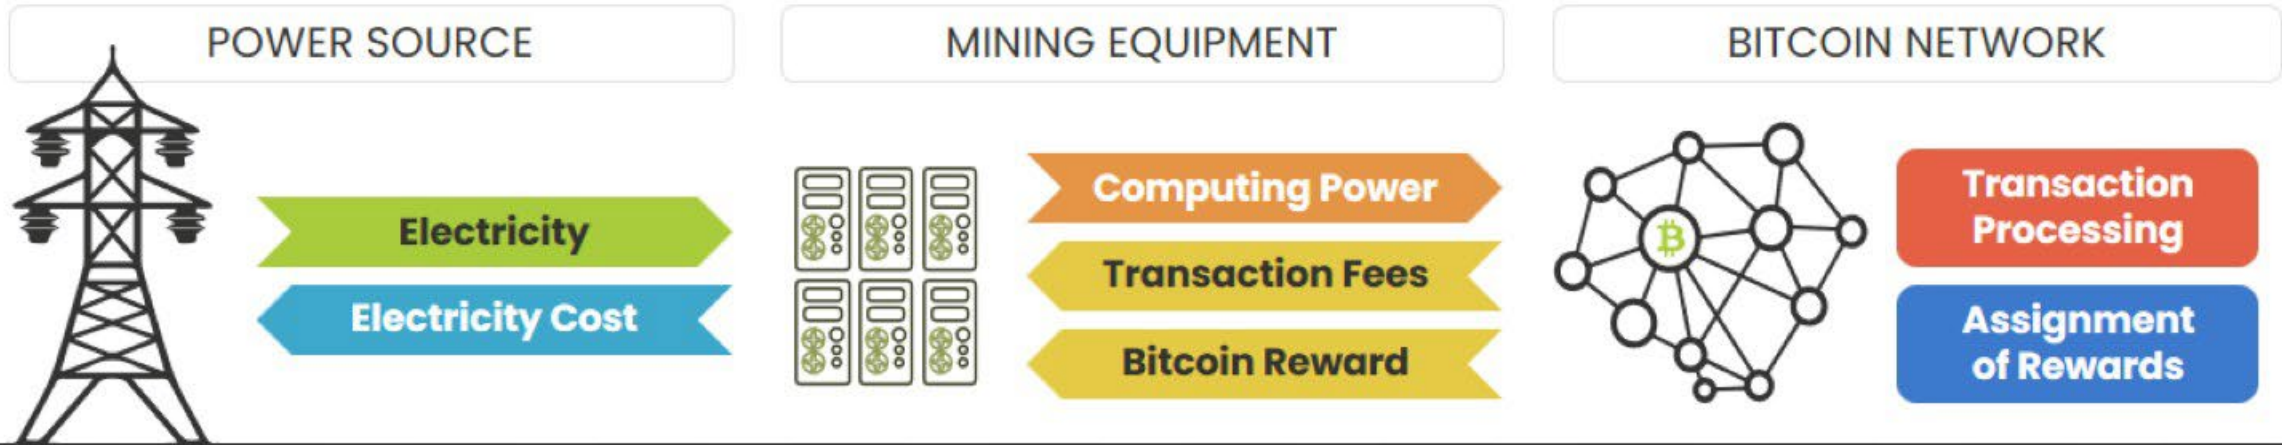 POWER SOURCE
MINING EQUIPMENT
BITCOIN NETWORK
Electricity
Electricity Cost
Computing Power
Transaction Fees
Bitcoin Reward
Transaction
Processing
Assignment
of Rewards